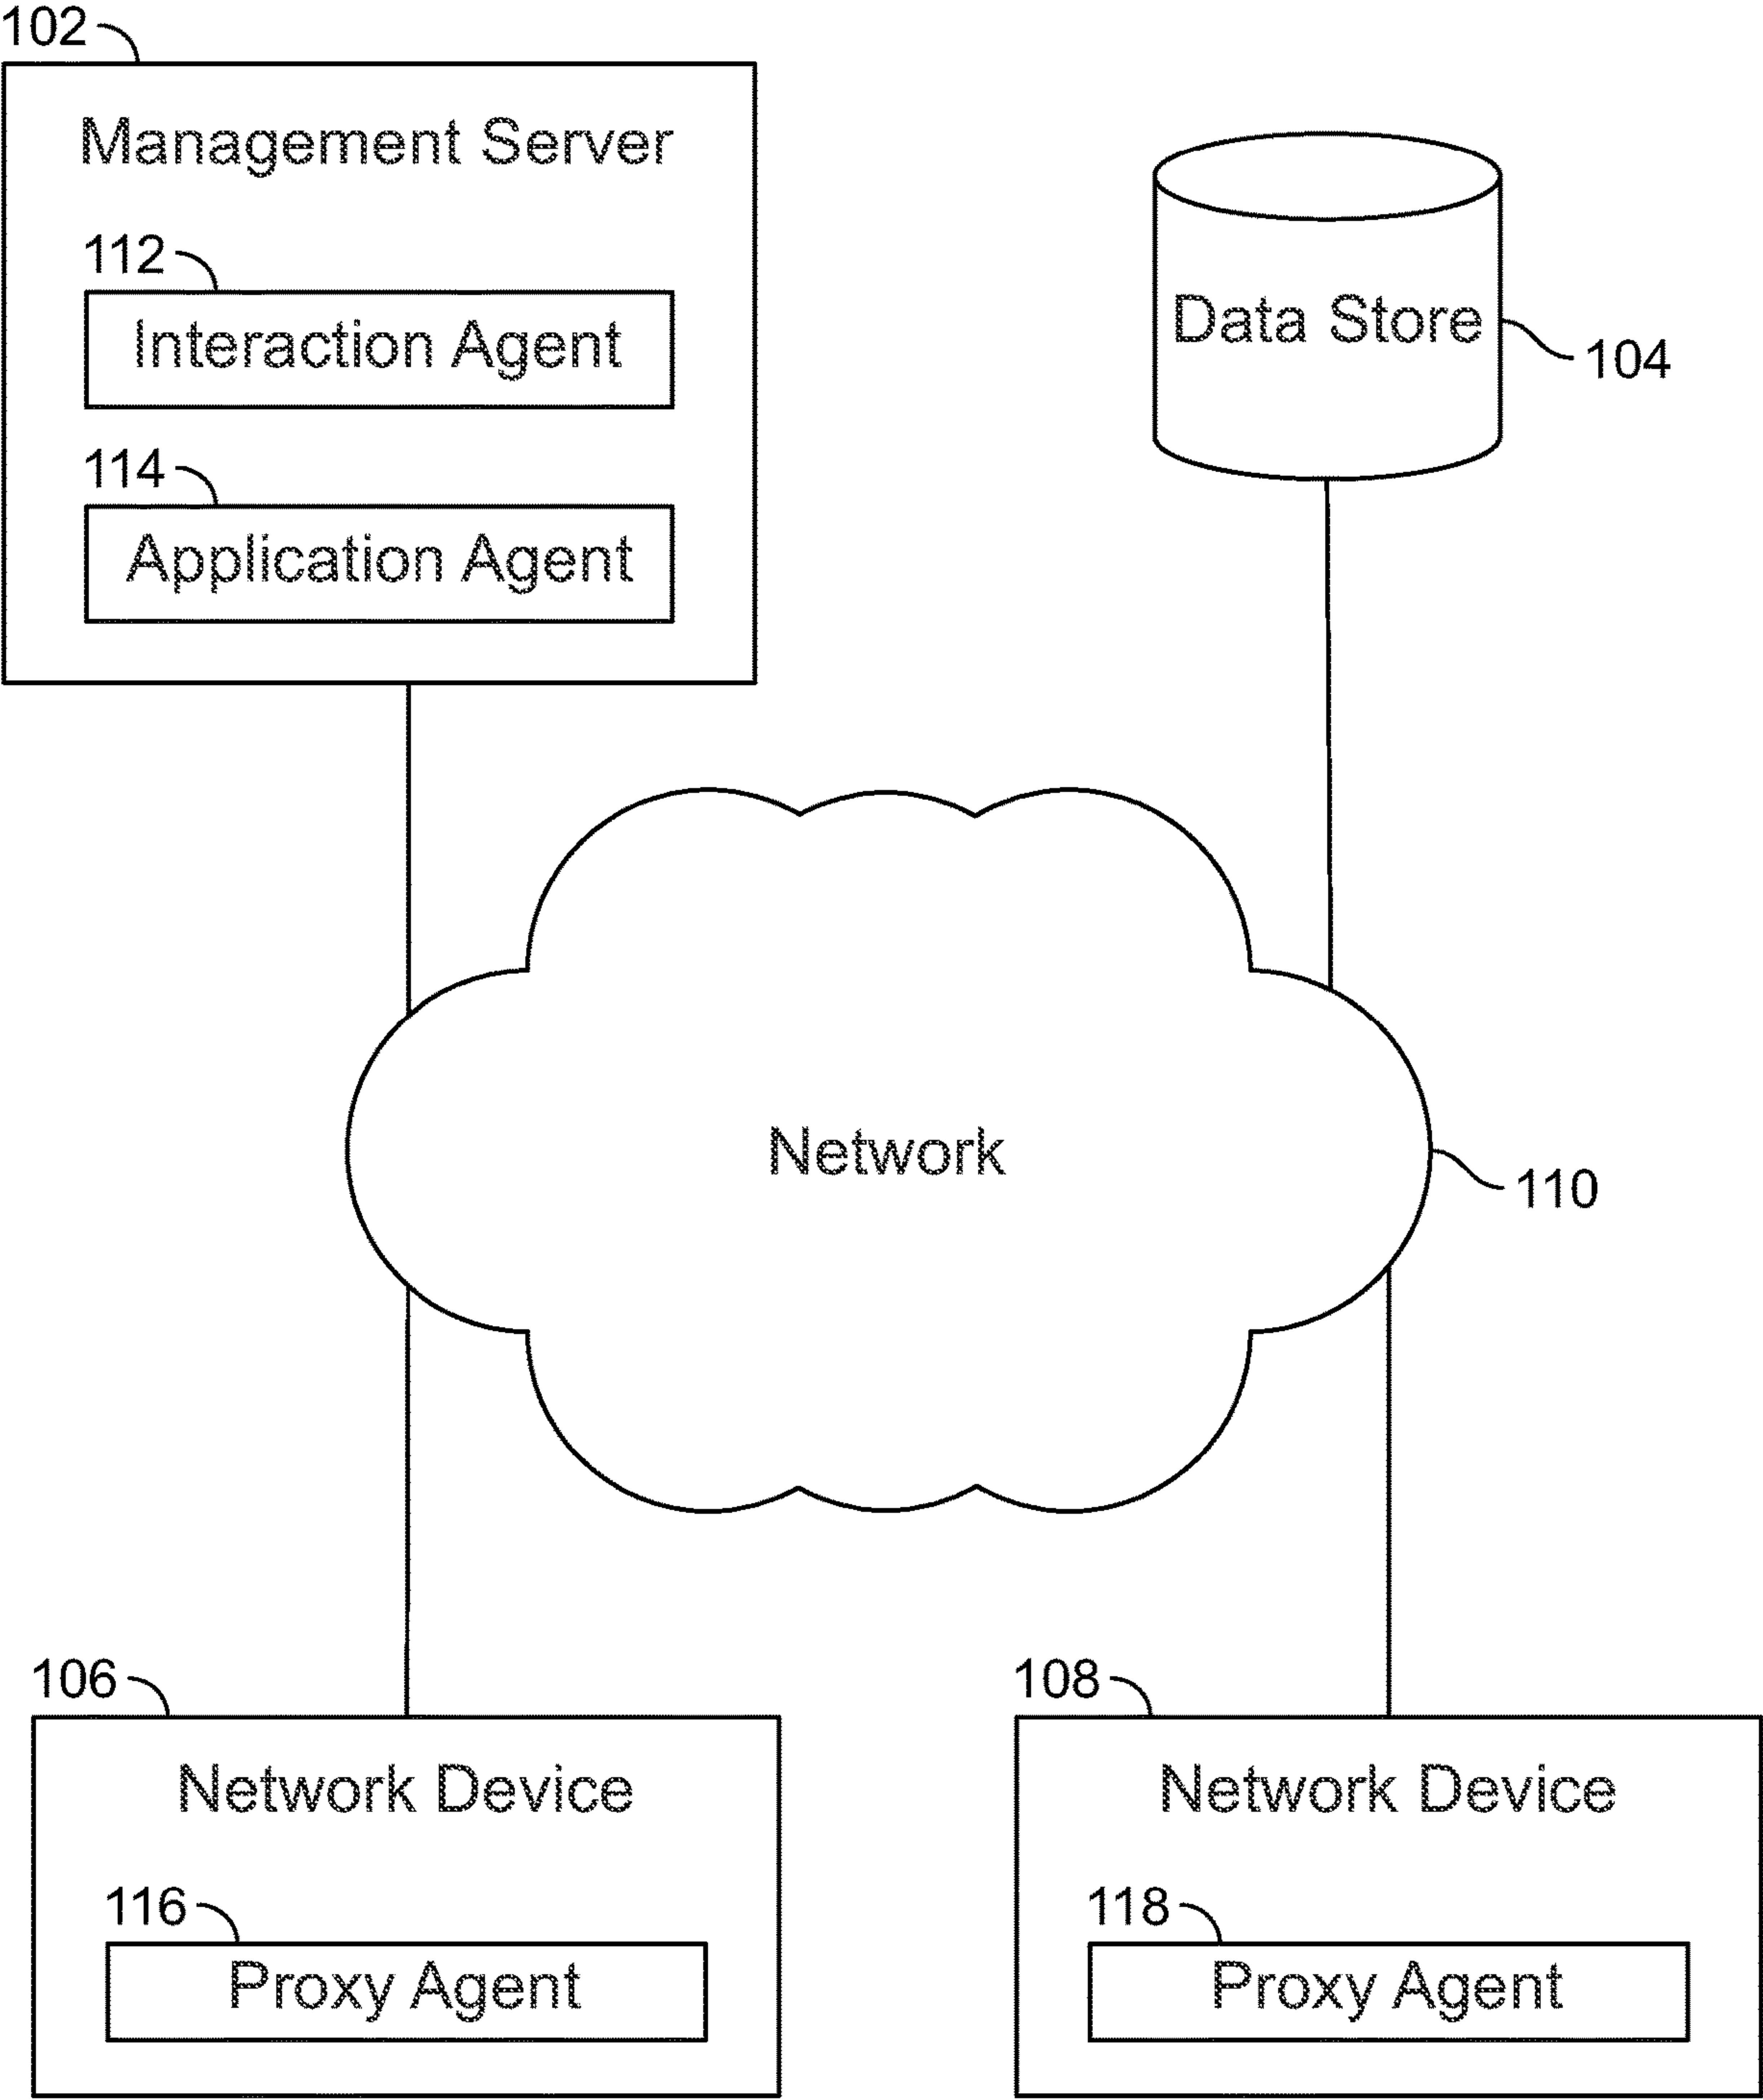 102
Management Server
112
Interaction Agent
114
Application Agent
Data Store
104
Network
110
106
Network Device
116
Proxy Agent
108
Network Device
118
Proxy Agent